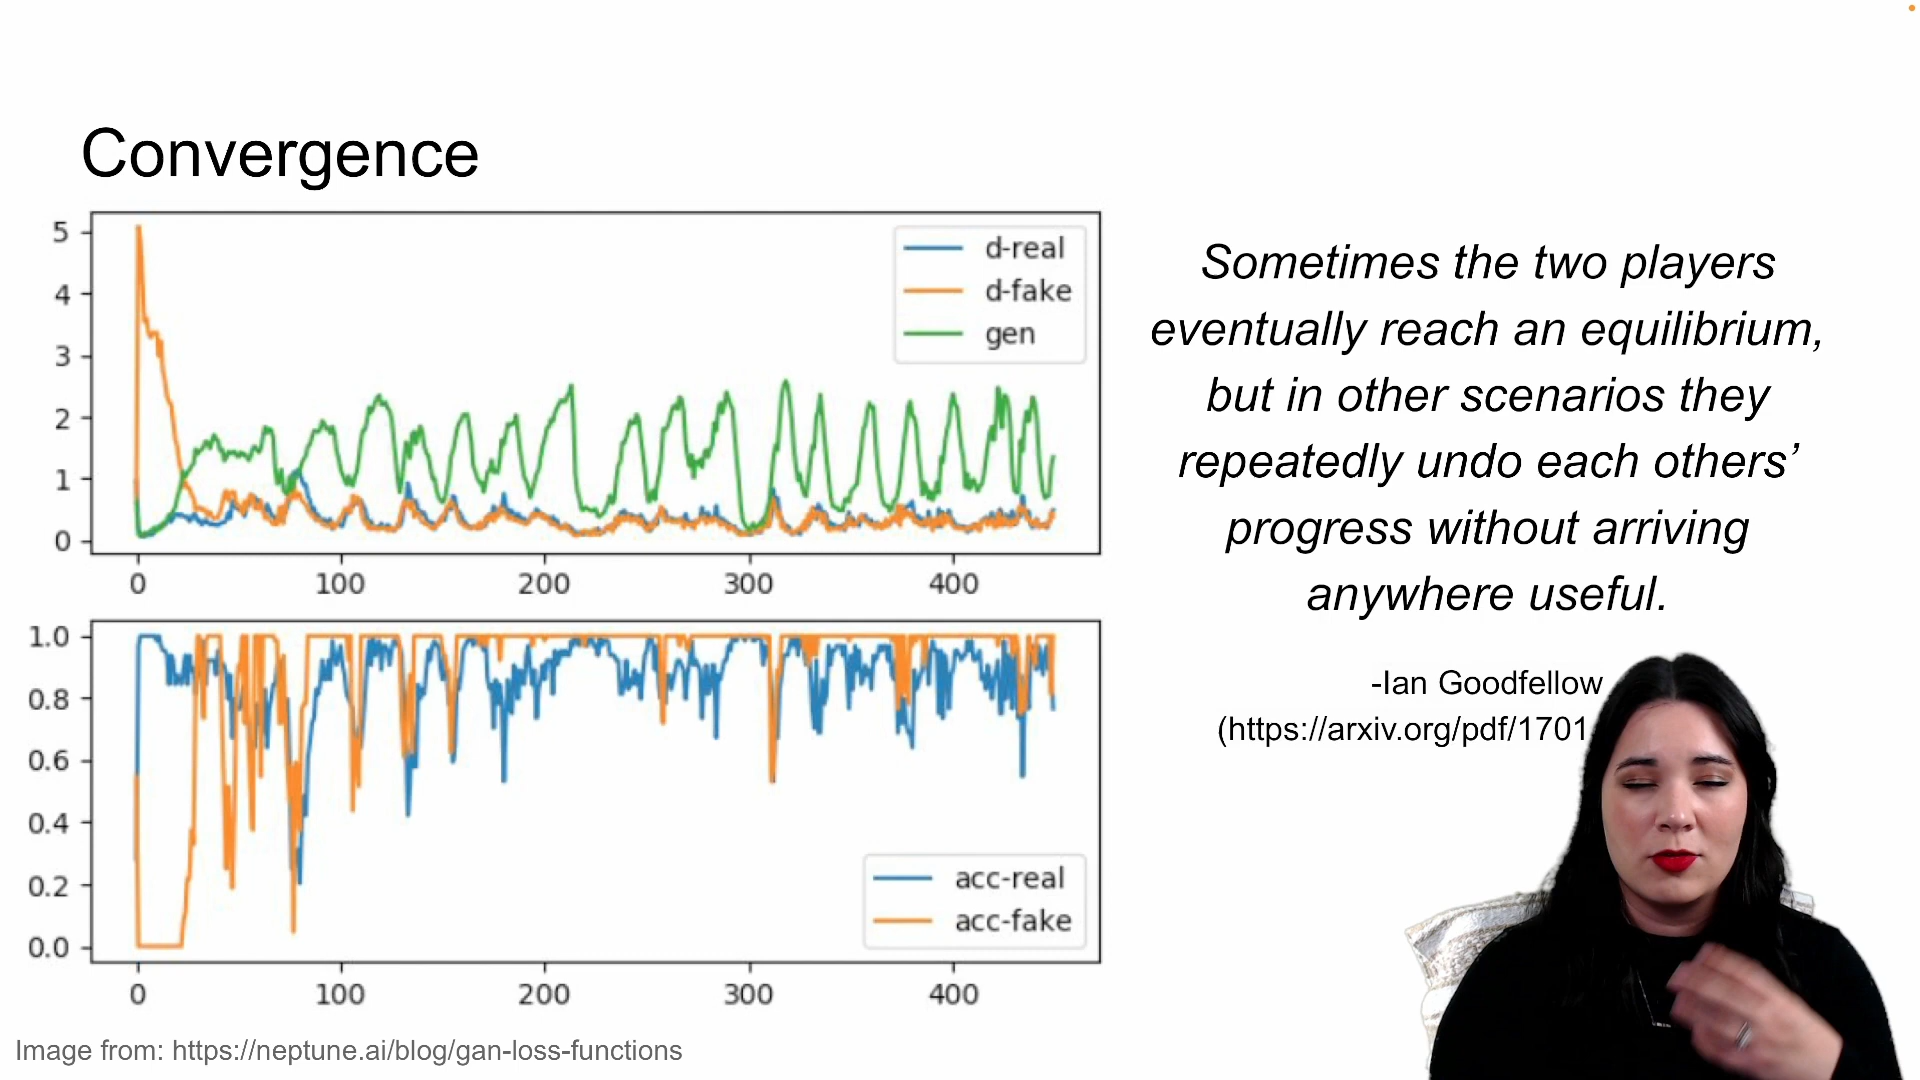 Convergence
5
4
3
2
1
0
d-real
d-fake
gen
0 100 200 300 400
1.0
0.8
0.6
0.4
0.2
0.0
acc-real
acc-fake
0 100 200 300 400
Sometimes the two players
eventually reach an equilibrium,
but in other scenarios they
repeatedly undo each others’
progress without arriving
anywhere useful.
-Ian Goodfellow
(https://arxiv.org/pdf/1701
Image from: https://neptune.ai/blog/gan-loss-functions